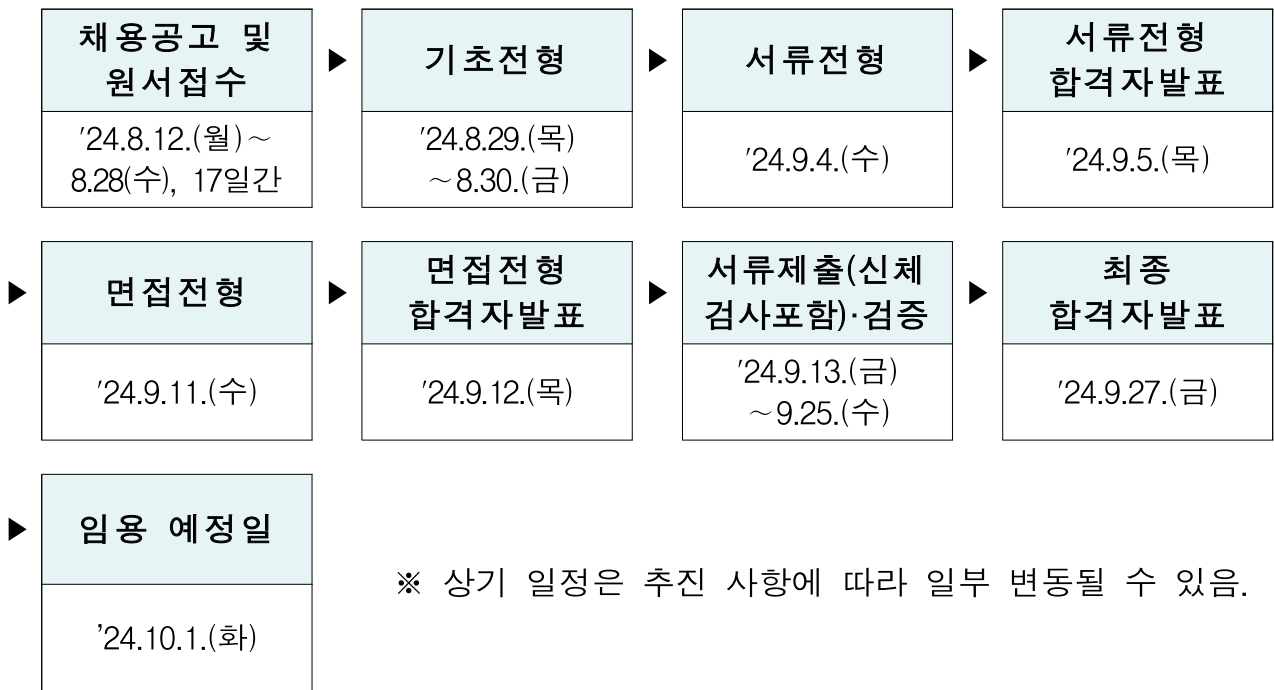 채용공고 및
원서접수
'24.8.12.(월)~
8.28(수), 17일간
▶
기초전형
'24.8.29.(목)
~8.30.(금)
▶
서류전형
'24.9.4.(수)
▶
서류전형
합격자발표
'24.9.5.(목)
▶
면접전형
'24.9.11.(수)
▶
면접전형
합격자발표
'24.9.12.(목)
▶
서류제출(신체
검사포함)·검증
'24.9.13.(금)
~9.25.(수)
▶
최종
합격자발표
'24.9.27.(금)
▶
임용 예정일
'24.10.1.(화)
※ 상기 일정은 추진 사항에 따라 일부 변동될 수 있음.